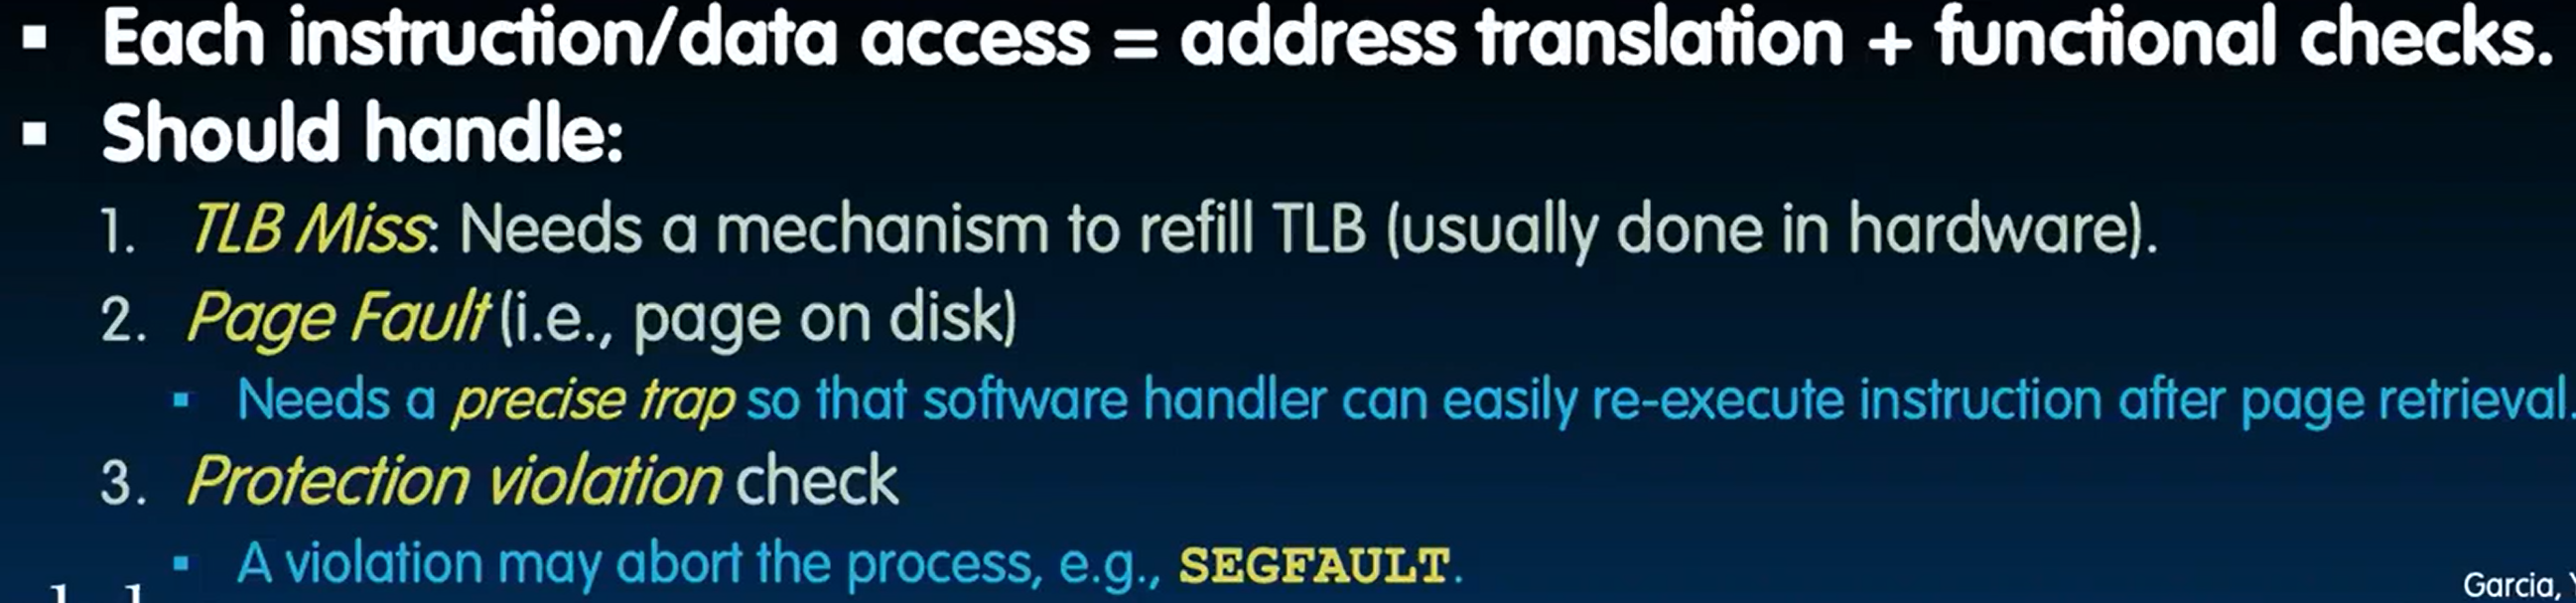 ▪ Each instruction/data access = address translation + functional checks.
▪ Should handle:
1. TLB Miss: Needs a mechanism to refill TLB (usually done in hardware).
2. Page Fault (i.e., page on disk)
▪ Needs a precise trap so that software handler can easily re-execute instruction after page retrieval.
3. Protection violation check
▪ A violation may abort the process, e.g., SEGFAULT.
Garcia,